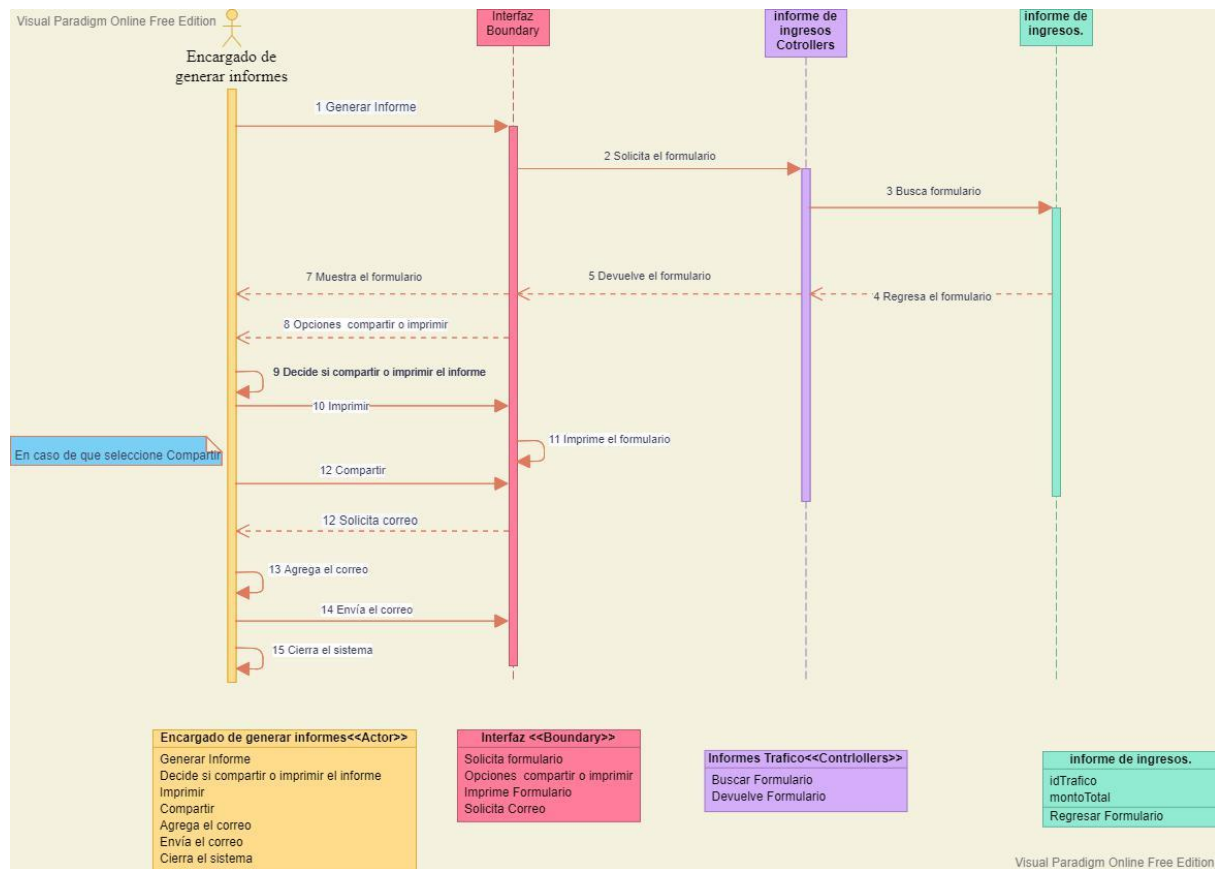 Visual Paradigm Online Free Edition
Encargado de
generar informes
Interfaz
Boundary
informe de
ingresos
Cotrollers
informe de
ingresos.
1 Generar Informe
2 Solicita el formulario
3 Busca formulario
7 Muestra el formulario
5 Devuelve el formulario
4 Regresa el formulario
8 Opciones compartir o imprimir
9 Decide si compartir o imprimir el informe
10 Imprimir
11 Imprime el formulario
En caso de que seleccione Compartir
12 Compartir
12 Solicita correo
13 Agrega el correo
14 Envía el correo
15 Cierra el sistema
Encargado de generar informes<<Actor>>
Generar Informe
Decide si compartir o imprimir el informe
Imprimir
Compartir
Agrega el correo
Envía el correo
Cierra el sistema
Interfaz <<Boundary>>
Solicita formulario
Opciones compartir o imprimir
Imprime Formulario
Solicita Correo
Informes Trafico<<Contrlollers>>
Buscar Formulario
Devuelve Formulario
informe de ingresos.
idTrafico
montoTotal
Regresar Formulario
Visual Paradigm Online Free Edition